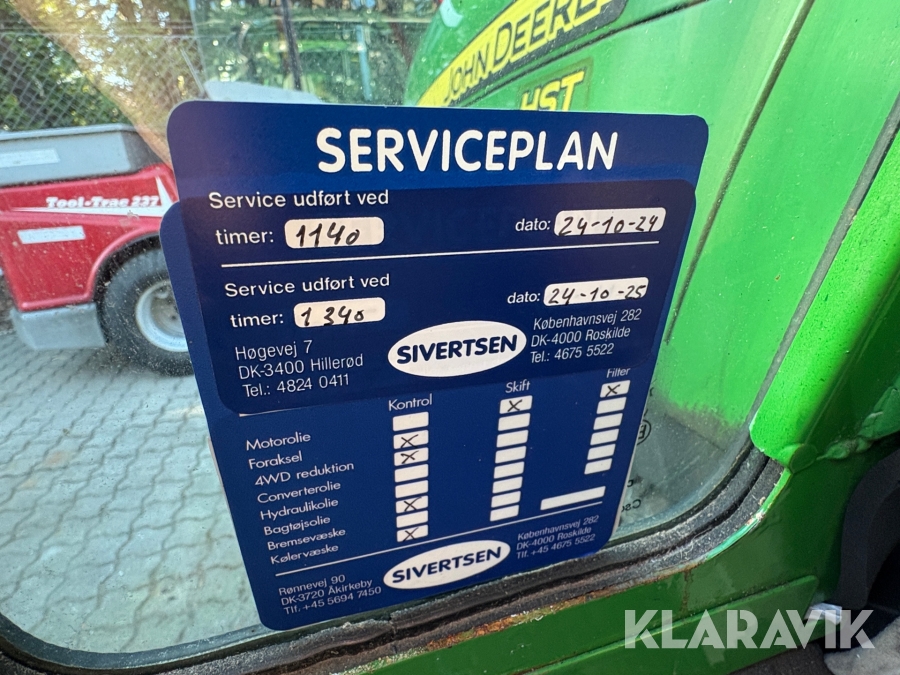 JOHN DEERE
HST
Tool-Trac 237
SERVICEPLAN
Service udført ved
timer: 1140 dato: 24-10-24
Service udført ved
timer: 1340 dato: 24-10-25
Høgevej 7
DK-3400 Hillerød
Tel.: 4824 0411
SIVERTSEN
Københavnsvej 282
DK-4000 Roskilde
Tel.: 4675 5522
Kontrol Skift Filter
Motorolie
Foraksel
4WD reduktion
Converterolie
Hydraulikolie
Bagtøjsolie
Bremsevæske
Kølervæske
Rønnevej 90
DK-3720 Åkirkeby
Tlf. +45 5694 7450
SIVERTSEN
Københavnsvej 282
DK-4000 Roskilde
Tlf. +45 4675 5522
KLARAVIK